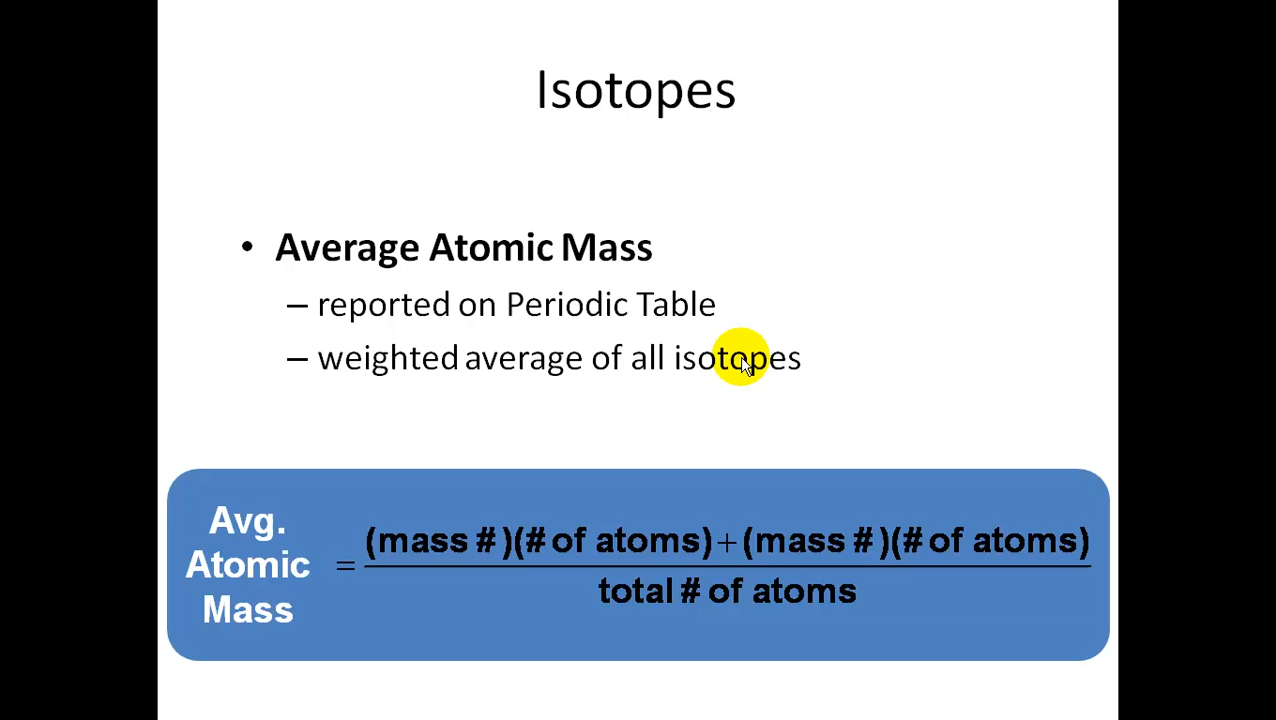 Isotopes
• Average Atomic Mass
– reported on Periodic Table
– weighted average of all isotopes
Avg.
Atomic
Mass
= (mass #)(# of atoms) + (mass #)(# of atoms)
total # of atoms